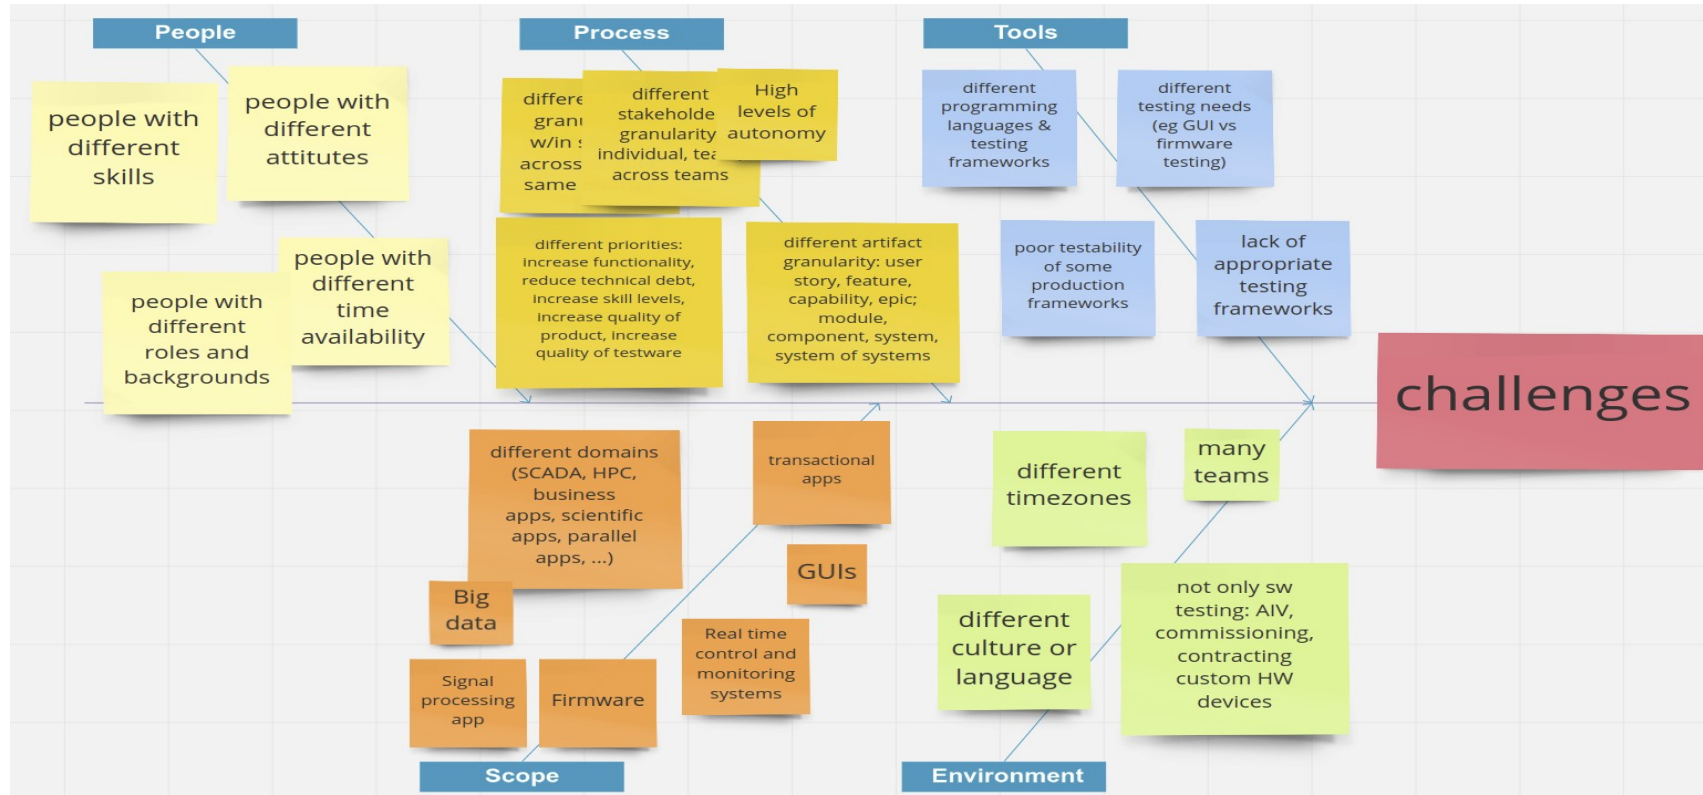 People
people with
different
skills
people with
different
attitutes
people with
different
time
availability
people with
different
roles and
backgrounds
Process
w/in
across
same
different
stakeholde
granularity
individual,
across teams
High
levels of
autonomy
different priorities:
increase functionality,
reduce technical debt,
increase skill levels,
increase quality of
product, increase
quality of testware
different artifact
granularity: user
story, feature,
capability, epic;
module,
component, system,
system of systems
Tools
different
programming
languages &
testing
frameworks
different
testing needs
(eg GUI vs
firmware
testing)
poor testability
of some
production
frameworks
lack of
appropriate
testing
frameworks
challenges
different domains
(SCADA, HPC,
business
apps, scientific
apps, parallel
apps, ...)
transactional
apps
GUIs
Big
data
Real time
control and
monitoring
systems
Signal
processing
app
Firmware
Scope
different
timezones
many
teams
different
culture or
language
not only sw
testing: AIV,
commissioning,
contracting
custom HW
devices
Environment